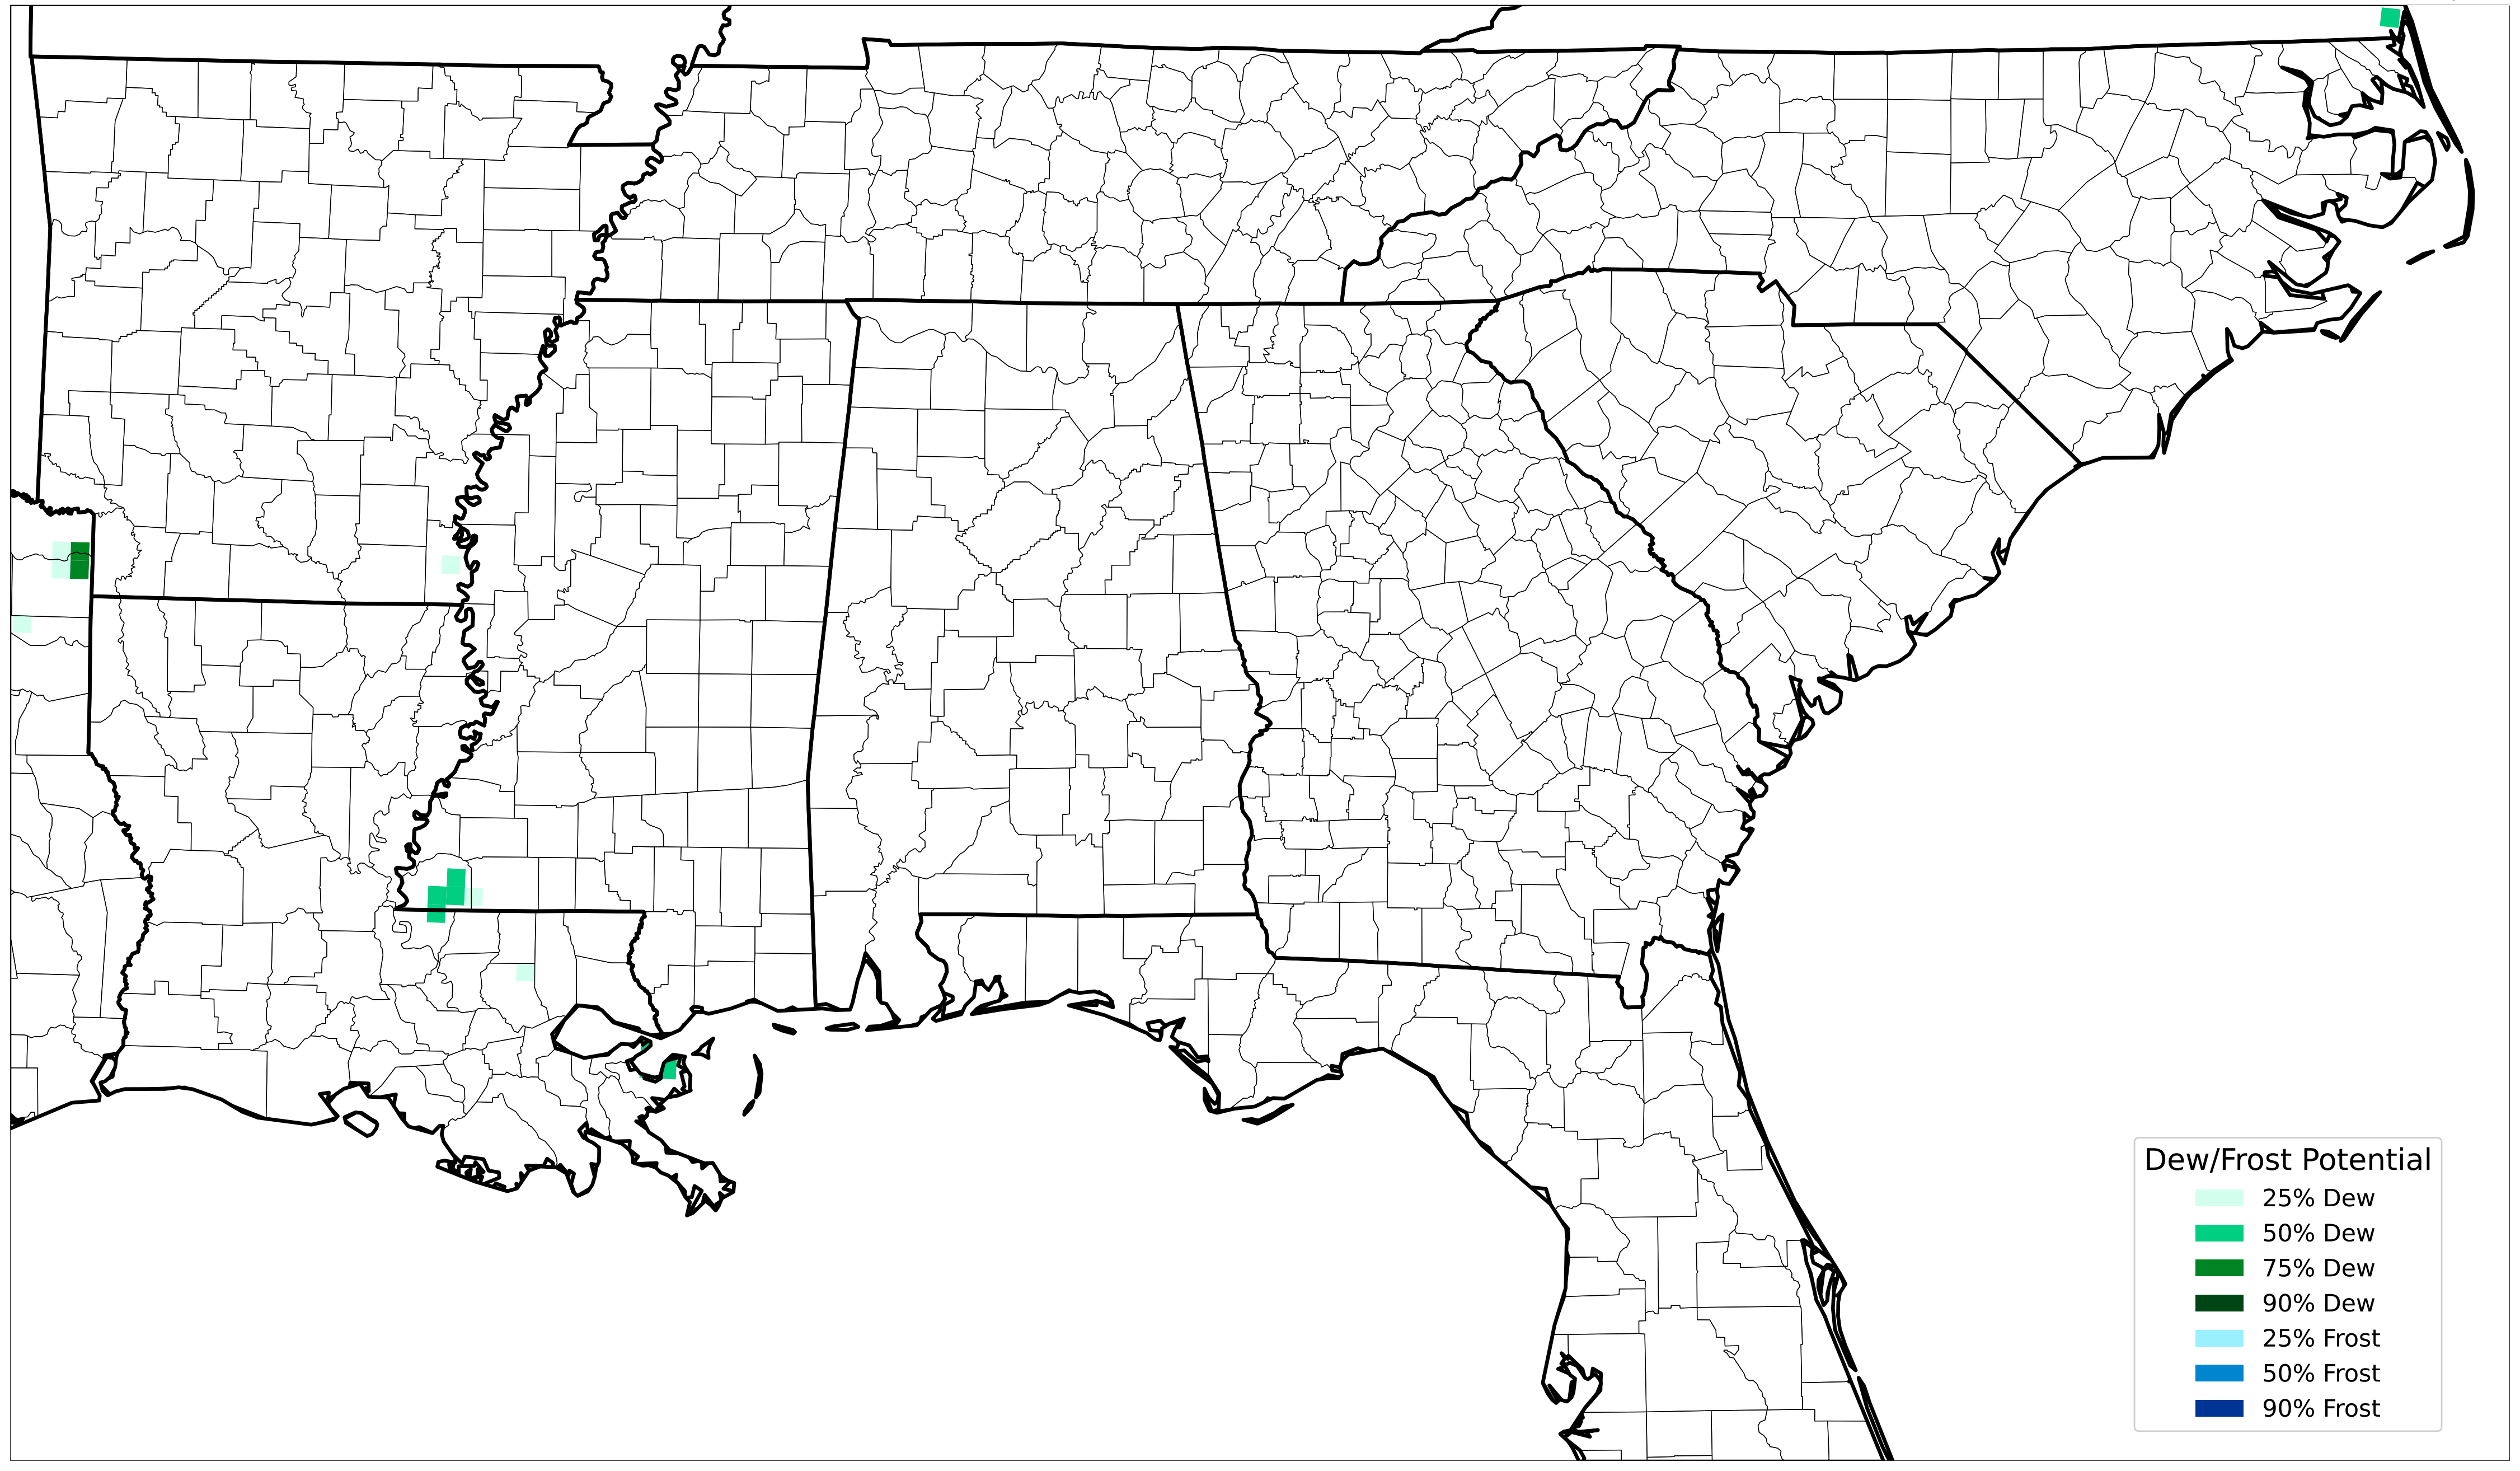 Dew/Frost Potential
25% Dew
50% Dew
75% Dew
90% Dew
25% Frost
50% Frost
90% Frost